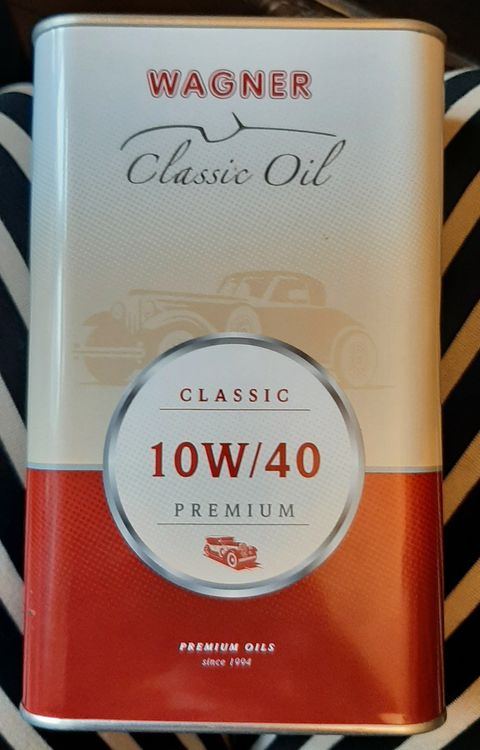 WAGNER
Classic Oil
CLASSIC
10W/40
PREMIUM
PREMIUM OILS
since 1994